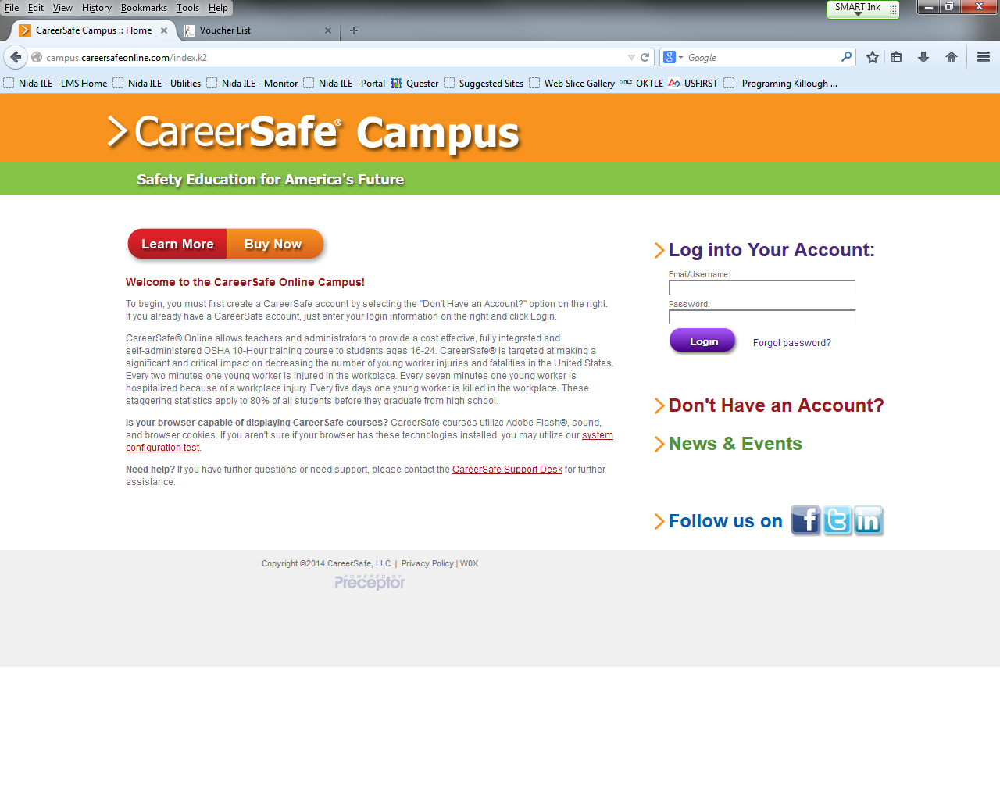 File Edit View History Bookmarks Tools Help
SMART Ink
CareerSafe Campus :: Home
Voucher List
campus.careersafeonline.com/index.k2
Google
Nida ILE - LMS Home Nida ILE - Utilities Nida ILE - Monitor Nida ILE - Portal Quester Suggested Sites Web Slice Gallery OKTLE USFIRST Programing Killough ...
CareerSafe® Campus
Safety Education for America's Future
Learn More Buy Now
Welcome to the CareerSafe Online Campus!
To begin, you must first create a CareerSafe account by selecting the "Don't Have an Account?" option on the right.
If you already have a CareerSafe account, just enter your login information on the right and click Login.
CareerSafe® Online allows teachers and administrators to provide a cost effective, fully integrated and
self-administered OSHA 10-Hour training course to students ages 16-24. CareerSafe® is targeted at making a
significant and critical impact on decreasing the number of young worker injuries and fatalities in the United States.
Every two minutes one young worker is injured in the workplace. Every seven minutes one young worker is
hospitalized because of a workplace injury. Every five days one young worker is killed in the workplace. These
staggering statistics apply to 80% of all students before they graduate from high school.
Is your browser capable of displaying CareerSafe courses? CareerSafe courses utilize Adobe Flash®, sound,
and browser cookies. If you aren't sure if your browser has these technologies installed, you may utilize our system
configuration test.
Need help? If you have further questions or need support, please contact the CareerSafe Support Desk for further
assistance.
Log into Your Account:
Email/Username:
Password:
Login Forgot password?
Don't Have an Account?
News & Events
Follow us on
Copyright ©2014 CareerSafe, LLC | Privacy Policy | W0X
POWERED BY
Preceptor